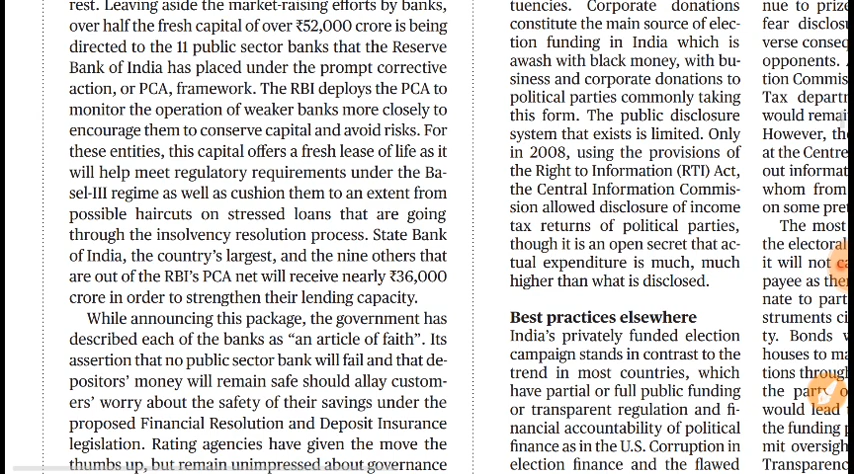 rest. Leaving aside the market-raising efforts by banks,
over half the fresh capital of over ₹52,000 crore is being
directed to the 11 public sector banks that the Reserve
Bank of India has placed under the prompt corrective
action, or PCA, framework. The RBI deploys the PCA to
monitor the operation of weaker banks more closely to
encourage them to conserve capital and avoid risks. For
these entities, this capital offers a fresh lease of life as it
will help meet regulatory requirements under the Ba-
sel-III regime as well as cushion them to an extent from
possible haircuts on stressed loans that are going
through the insolvency resolution process. State Bank
of India, the country's largest, and the nine others that
are out of the RBI's PCA net will receive nearly ₹36,000
crore in order to strengthen their lending capacity.
While announcing this package, the government has
described each of the banks as “an article of faith”. Its
assertion that no public sector bank will fail and that de-
positors' money will remain safe should allay custom-
ers' worry about the safety of their savings under the
proposed Financial Resolution and Deposit Insurance
legislation. Rating agencies have given the move the
thumbs up, but remain unimpressed about governance
tuencies. Corporate donations
constitute the main source of elec-
tion funding in India which is
awash with black money, with bu-
siness and corporate donations to
political parties commonly taking
this form. The public disclosure
system that exists is limited. Only
in 2008, using the provisions of
the Right to Information (RTI) Act,
the Central Information Commis-
sion allowed disclosure of income
tax returns of political parties,
though it is an open secret that ac-
tual expenditure is much, much
higher than what is disclosed.
Best practices elsewhere
India's privately funded election
campaign stands in contrast to the
trend in most countries, which
have partial or full public funding
or transparent regulation and fi-
nancial accountability of political
finance as in the U.S. Corruption in
election finance and the flawed
nue to
fear
verse
opponents.
tion
Tax
would
However,
at the Centre
out
whom from
on some
The most
the electoral
it will not
payee as
nate to
struments
ty. Bonds
houses to
tions
the
would lead
the funding
mit